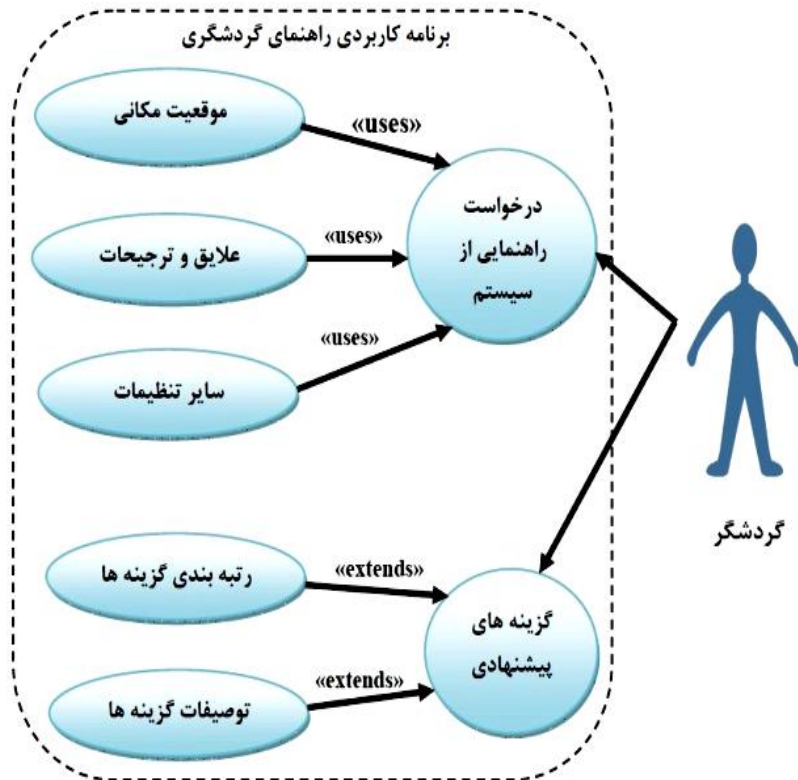 برنامه کاربردی راهنمای گردشگری
موقعیت مکانی
«uses»
درخواست
راهنمایی از
سیستم
علایق و ترجیحات
«uses»
«uses»
سایر تنظیمات
گردشگر
رتبه بندی گزینه ها
«extends»
گزینه های
پیشنهادی
«extends»
توصیفات گزینه ها